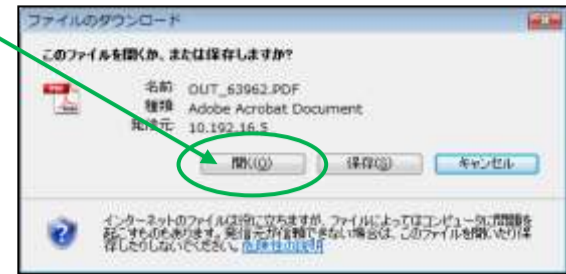 ファイルのダウンロード
このファイルを開くか、または保存しますか?
名前 OUT_63962.PDF
種類 Adobe Acrobat Document
発信元 10.192.16.5
開く(O) 保存(S) キャンセル
インターネットのファイルは役に立ちますが、ファイルによってはコンピュータに問題を
起こすものもあります。発信元が信頼できない場合は、このファイルを開いたり保
存したりしないでください。危険性の説明